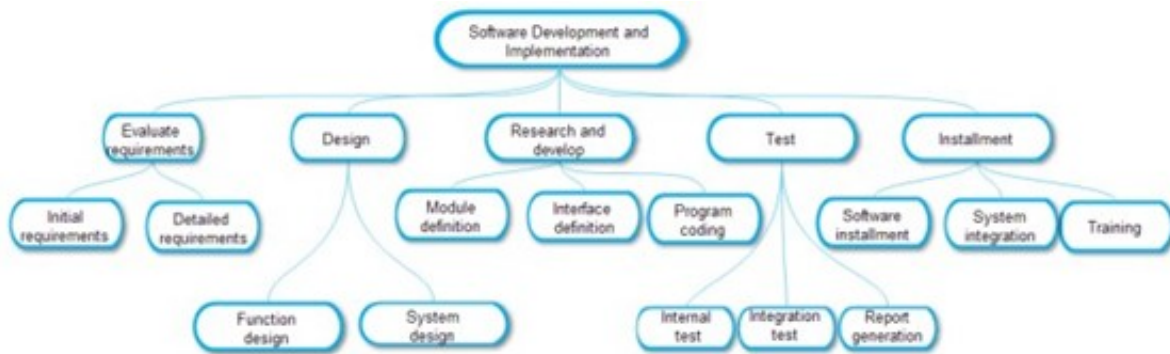 Software Development and
Implementation
Evaluate
requirements
Design
Research and
develop
Test
Installment
Initial
requirements
Detailed
requirements
Module
definition
Interface
definition
Program
coding
Software
installment
System
integration
Training
Function
design
System
design
Internal
test
Integration
test
Report
generation